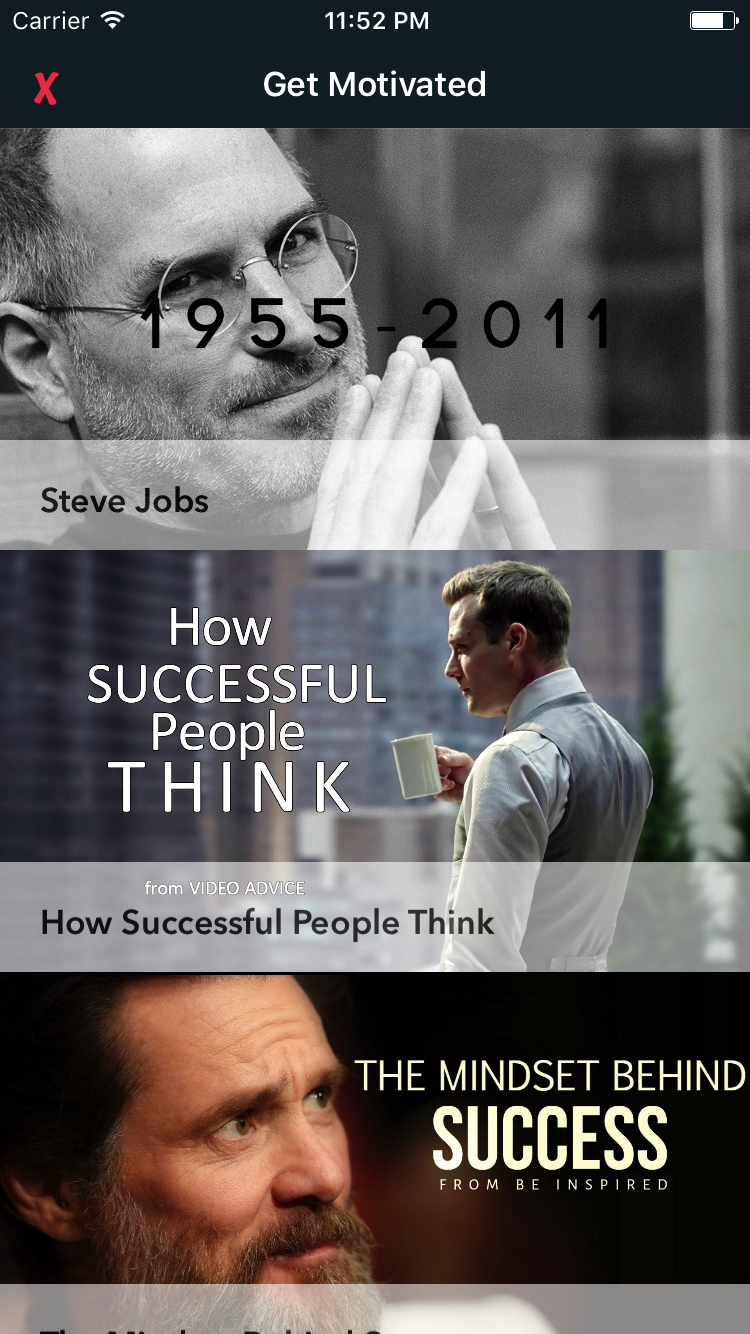 Carrier 11:52 PM
X Get Motivated
1955-2011
Steve Jobs
How
SUCCESSFUL
People
THINK
from VIDEO ADVICE
How Successful People Think
THE MINDSET BEHIND
SUCCESS
FROM BE INSPIRED